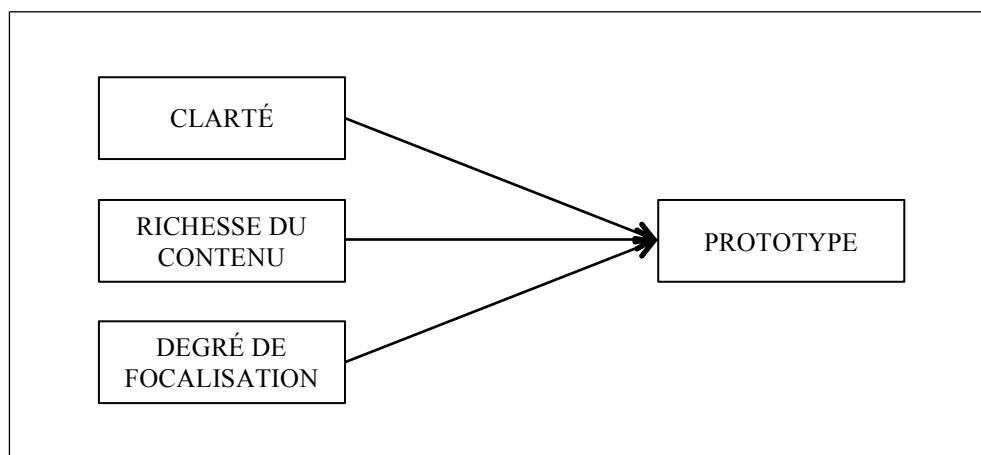 CLARTÉ
RICHESSE DU
CONTENU
PROTOTYPE
DEGRÉ DE
FOCALISATION